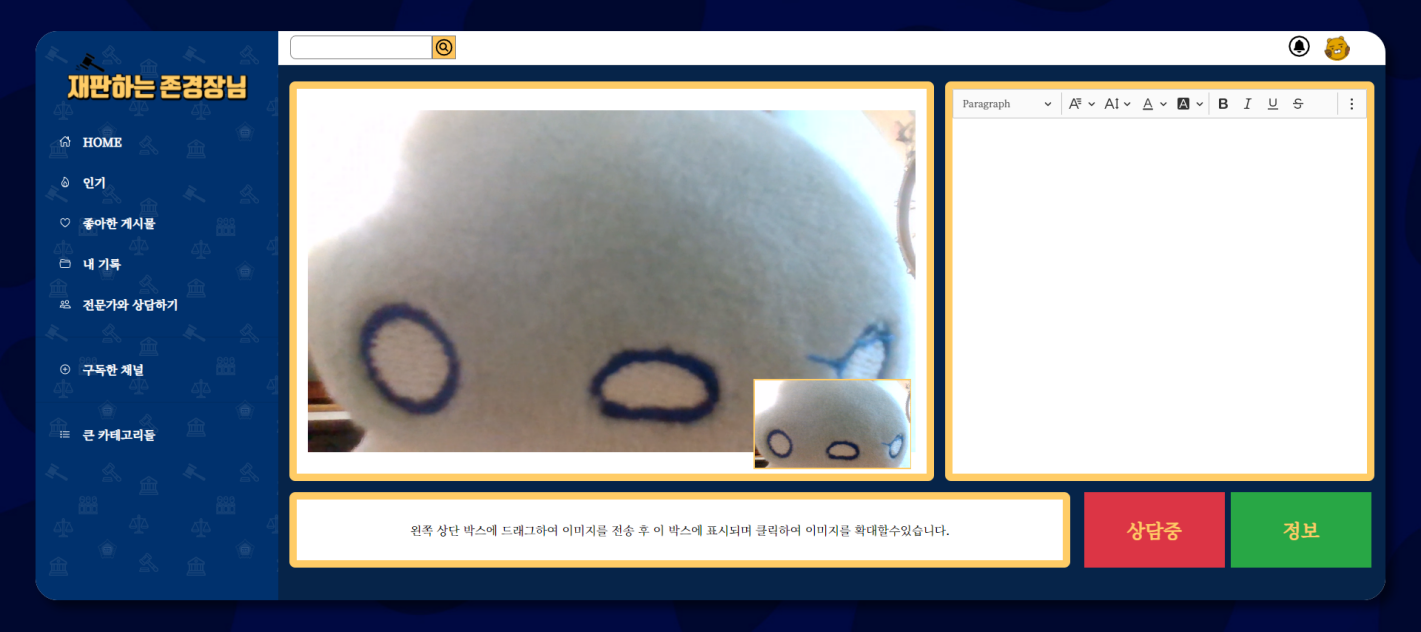 재판하는 존경장님
HOME
인기
좋아한 게시물
내 기록
전문가와 상담하기
구독한 채널
큰 카테고리들
Paragraph
B I U S
왼쪽 상단 박스에 드래그하여 이미지를 전송 후 이 박스에 표시되며 클릭하여 이미지를 확대할수있습니다.
상담중
정보